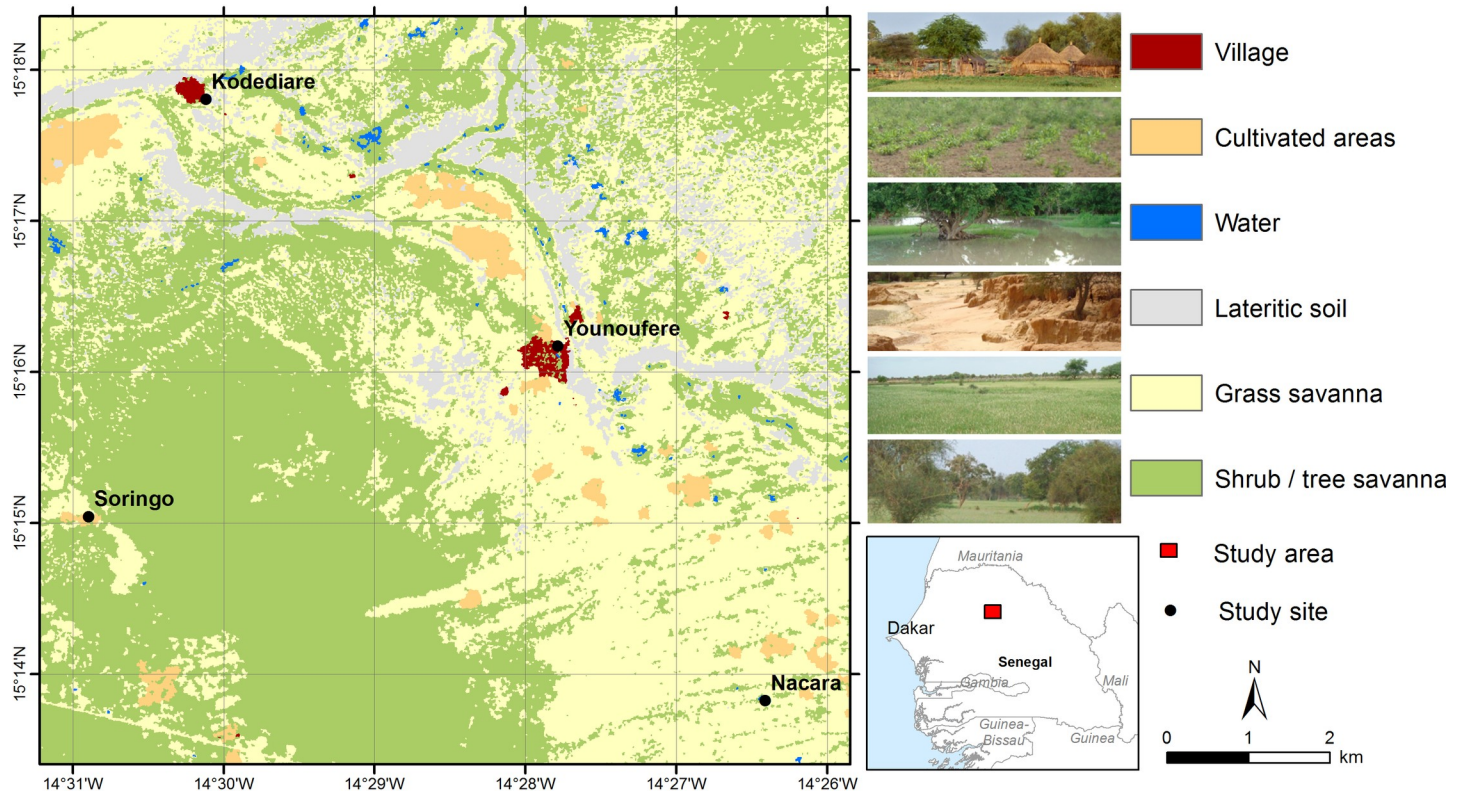 15°18'N
15°17'N
15°16'N
15°15'N
15°14'N
Kodediare
Younoufere
Soringo
Nacara
14°31'W
14°30'W
14°29'W
14°28'W
14°27'W
14°26'W
Village
Cultivated areas
Water
Lateritic soil
Grass savanna
Shrub / tree savanna
Study area
Study site
Mauritania
Dakar
Senegal
Gambia
Mali
Guinea-
Bissau
Guinea
N
0 1 2
km